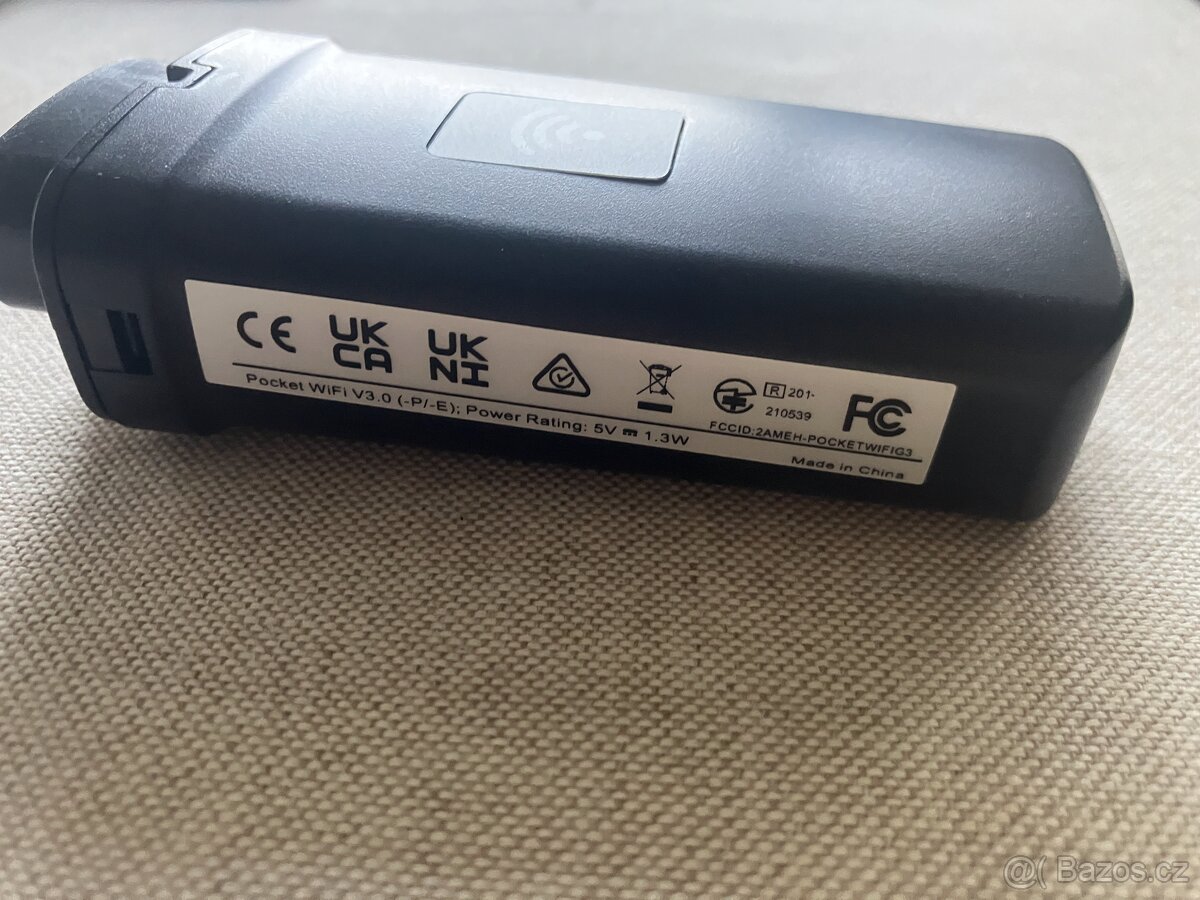 CE UK CA UK NI R 201-210539 FC
Pocket WiFi V3.0 (-P/-E); Power Rating: 5V ⎓ 1.3W
FCCID:2AMEH-POCKETWIFIG3
Made in China
@( Bazos.cz